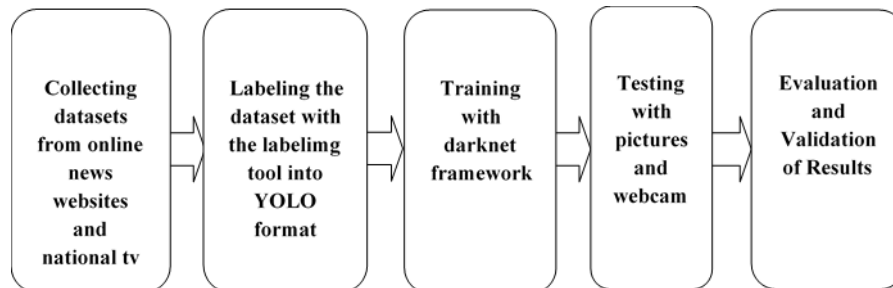 Collecting
datasets
from online
news
websites
and
national tv
Labeling the
dataset with
the labelimg
tool into
YOLO
format
Training
with
darknet
framework
Testing
with
pictures
and
webcam
Evaluation
and
Validation
of Results